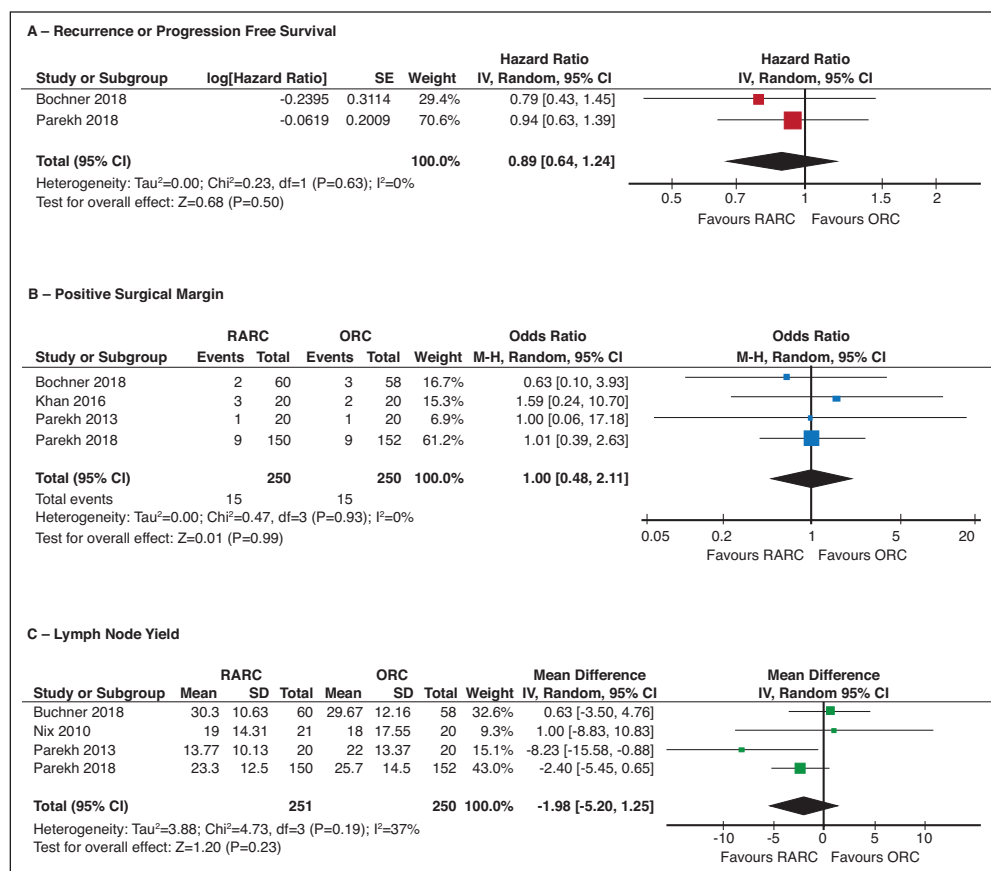 A – Recurrence or Progression Free Survival
Hazard Ratio Hazard Ratio
Study or Subgroup log[Hazard Ratio] SE Weight IV, Random, 95% CI IV, Random, 95% CI
Bochner 2018 -0.2395 0.3114 29.4% 0.79 [0.43, 1.45]
Parekh 2018 -0.0619 0.2009 70.6% 0.94 [0.63, 1.39]
Total (95% CI) 100.0% 0.89 [0.64, 1.24]
Heterogeneity: Tau²=0.00; Chi²=0.23, df=1 (P=0.63); I²=0%
Test for overall effect: Z=0.68 (P=0.50)
0.5 0.7 1 1.5 2
Favours RARC Favours ORC
B – Positive Surgical Margin
RARC ORC Odds Ratio Odds Ratio
Study or Subgroup Events Total Events Total Weight M-H, Random, 95% CI M-H, Random, 95% CI
Bochner 2018 2 60 3 58 16.7% 0.63 [0.10, 3.93]
Khan 2016 3 20 2 20 15.3% 1.59 [0.24, 10.70]
Parekh 2013 1 20 1 20 6.9% 1.00 [0.06, 17.18]
Parekh 2018 9 150 9 152 61.2% 1.01 [0.39, 2.63]
Total (95% CI) 250 250 100.0% 1.00 [0.48, 2.11]
Total events 15 15
Heterogeneity: Tau²=0.00; Chi²=0.47, df=3 (P=0.93); I²=0%
Test for overall effect: Z=0.01 (P=0.99)
0.05 0.2 1 5 20
Favours RARC Favours ORC
C – Lymph Node Yield
RARC ORC Mean Difference Mean Difference
Study or Subgroup Mean SD Total Mean SD Total Weight IV, Random, 95% CI IV, Random 95% CI
Buchner 2018 30.3 10.63 60 29.67 12.16 58 32.6% 0.63 [-3.50, 4.76]
Nix 2010 19 14.31 21 18 17.55 20 9.3% 1.00 [-8.83, 10.83]
Parekh 2013 13.77 10.13 20 22 13.37 20 15.1% -8.23 [-15.58, -0.88]
Parekh 2018 23.3 12.5 150 25.7 14.5 152 43.0% -2.40 [-5.45, 0.65]
Total (95% CI) 251 250 100.0% -1.98 [-5.20, 1.25]
Heterogeneity: Tau²=3.88; Chi²=4.73, df=3 (P=0.19); I²=37%
Test for overall effect: Z=1.20 (P=0.23)
-10 -5 0 5 10
Favours RARC Favours ORC